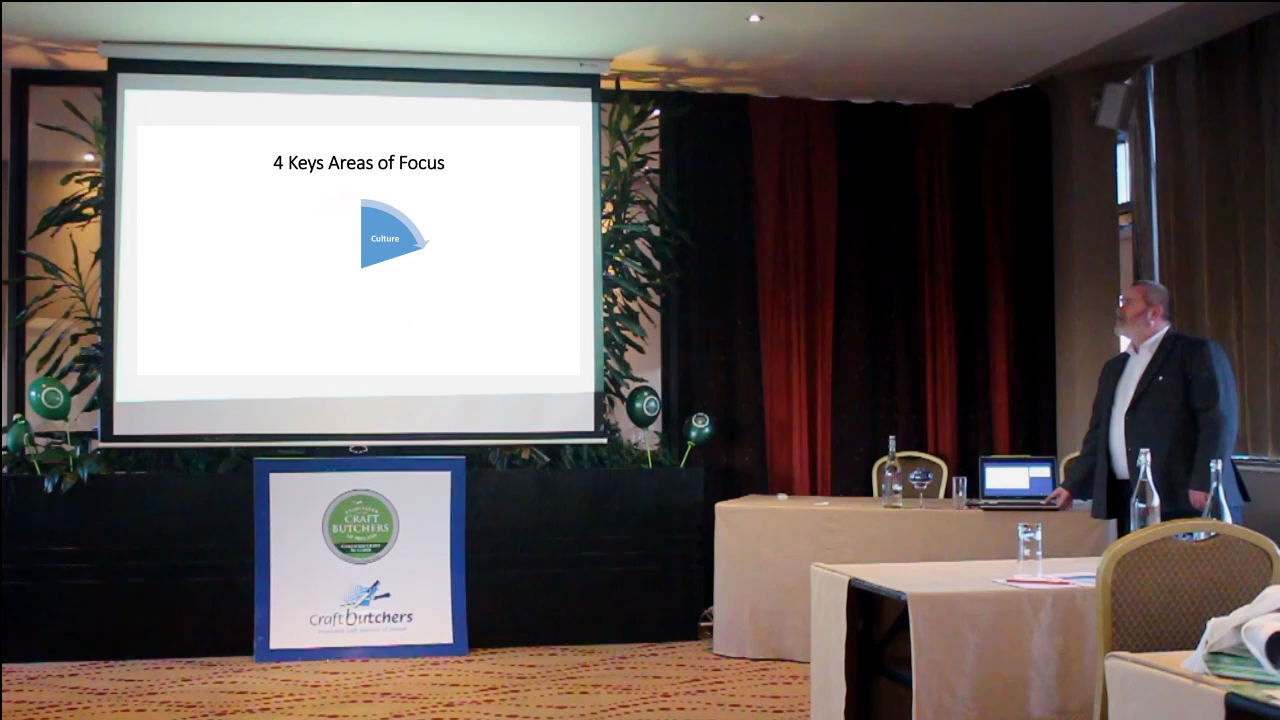 4 Keys Areas of Focus
Culture
CRAFT
BUTCHERS
Craft butchers